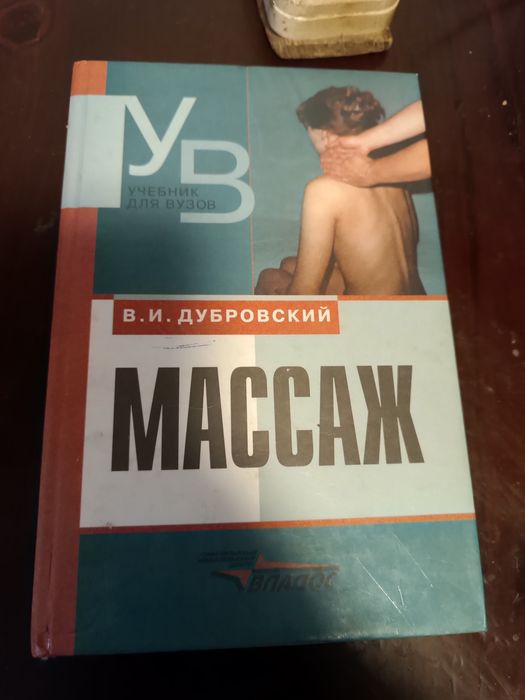 УВ
УЧЕБНИК
ДЛЯ ВУЗОВ
В.И. ДУБРОВСКИЙ
МАССАЖ
ВЛАДОС